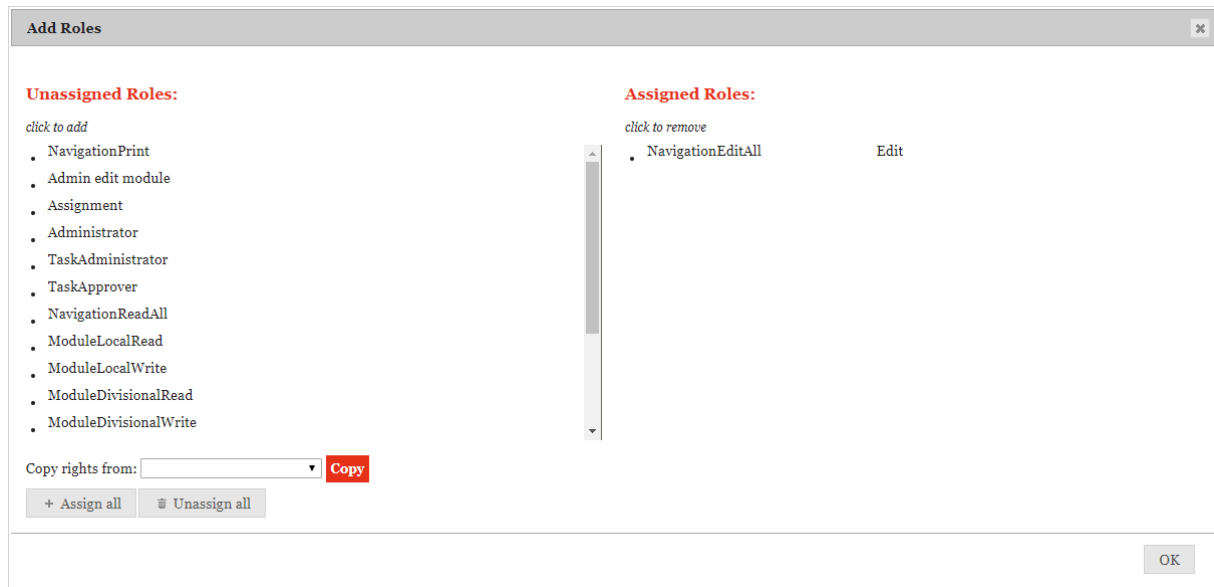 Add Roles
Unassigned Roles:
click to add
NavigationPrint
Admin edit module
Assignment
Administrator
TaskAdministrator
TaskApprover
NavigationReadAll
ModuleLocalRead
ModuleLocalWrite
ModuleDivisionalRead
ModuleDivisionalWrite
Assigned Roles:
click to remove
NavigationEditAll Edit
Copy rights from: Copy
+ Assign all Unassign all
OK